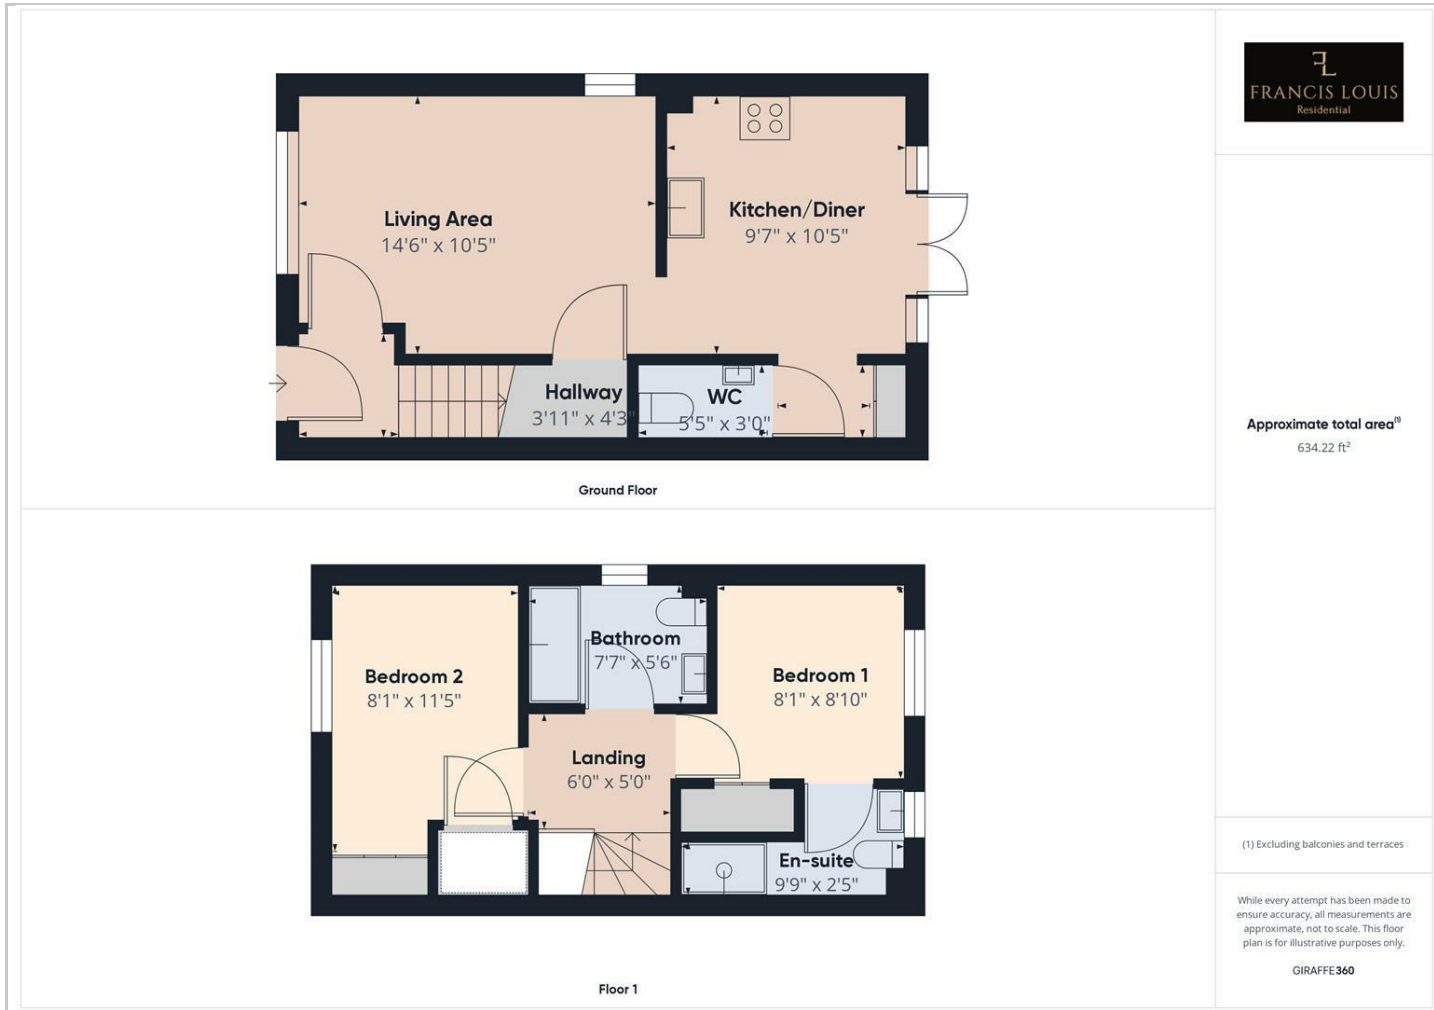 Living Area
14'6" x 10'5"
Kitchen/Diner
9'7" x 10'5"
Hallway
3'11" x 4'3"
WC
5'5" x 3'0"
Ground Floor
Bedroom 2
8'1" x 11'5"
Bathroom
7'7" x 5'6"
Bedroom 1
8'1" x 8'10"
Landing
6'0" x 5'0"
En-suite
9'9" x 2'5"
Floor 1
FL
FRANCIS LOUIS
Residential
Approximate total area(1)
634.22 ft²
(1) Excluding balconies and terraces
While every attempt has been made to
ensure accuracy, all measurements are
approximate, not to scale. This floor
plan is for illustrative purposes only.
GIRAFFE360